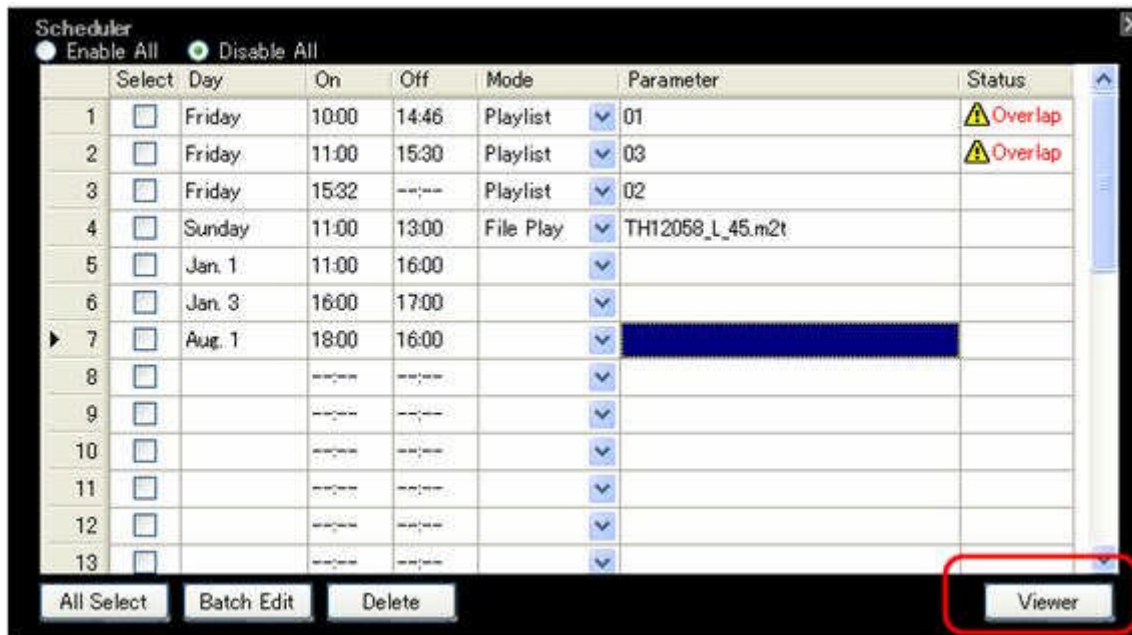 Scheduler
Enable All Disable All
Select Day On Off Mode Parameter Status
1 Friday 10:00 14:46 Playlist 01 Overlap
2 Friday 11:00 15:30 Playlist 03 Overlap
3 Friday 15:32 --:-- Playlist 02
4 Sunday 11:00 13:00 File Play TH12058_L_45.m2t
5 Jan. 1 11:00 16:00
6 Jan. 3 16:00 17:00
7 Aug. 1 18:00 16:00
8 --:-- --:--
9 --:-- --:--
10 --:-- --:--
11 --:-- --:--
12 --:-- --:--
13 --:-- --:--
All Select Batch Edit Delete Viewer